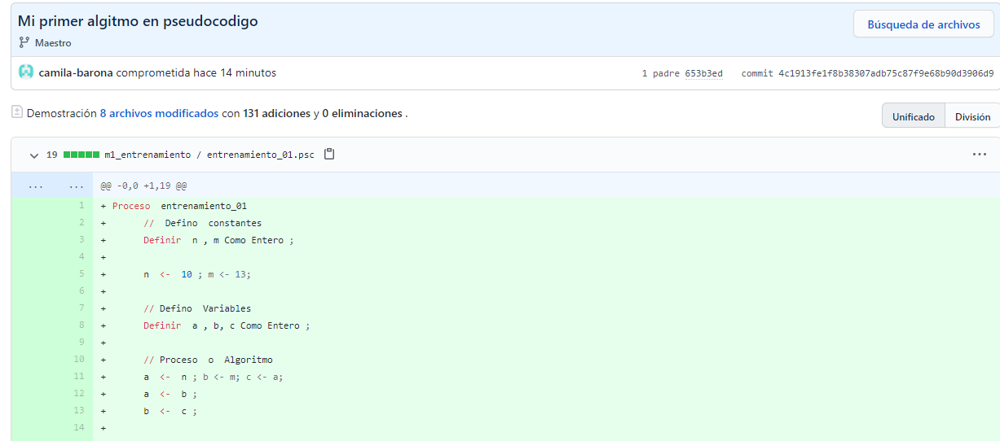 Mi primer algitmo en pseudocodigo
Búsqueda de archivos
Maestro
camila-barona comprometida hace 14 minutos
1 padre 653b3ed commit 4c1913fe1f8b38307adb75c87f9e68b90d3906d9
Demostración 8 archivos modificados con 131 adiciones y 0 eliminaciones .
Unificado División
19 m1_entrenamiento / entrenamiento_01.psc ...
... ... @@ -0,0 +1,19 @@
1 + Proceso entrenamiento_01
2 + // Defino constantes
3 + Definir n , m Como Entero ;
4 +
5 + n <- 10 ; m <- 13;
6 +
7 + // Defino Variables
8 + Definir a , b, c Como Entero ;
9 +
10 + // Proceso o Algoritmo
11 + a <- n ; b <- m; c <- a;
12 + a <- b ;
13 + b <- c ;
14 +